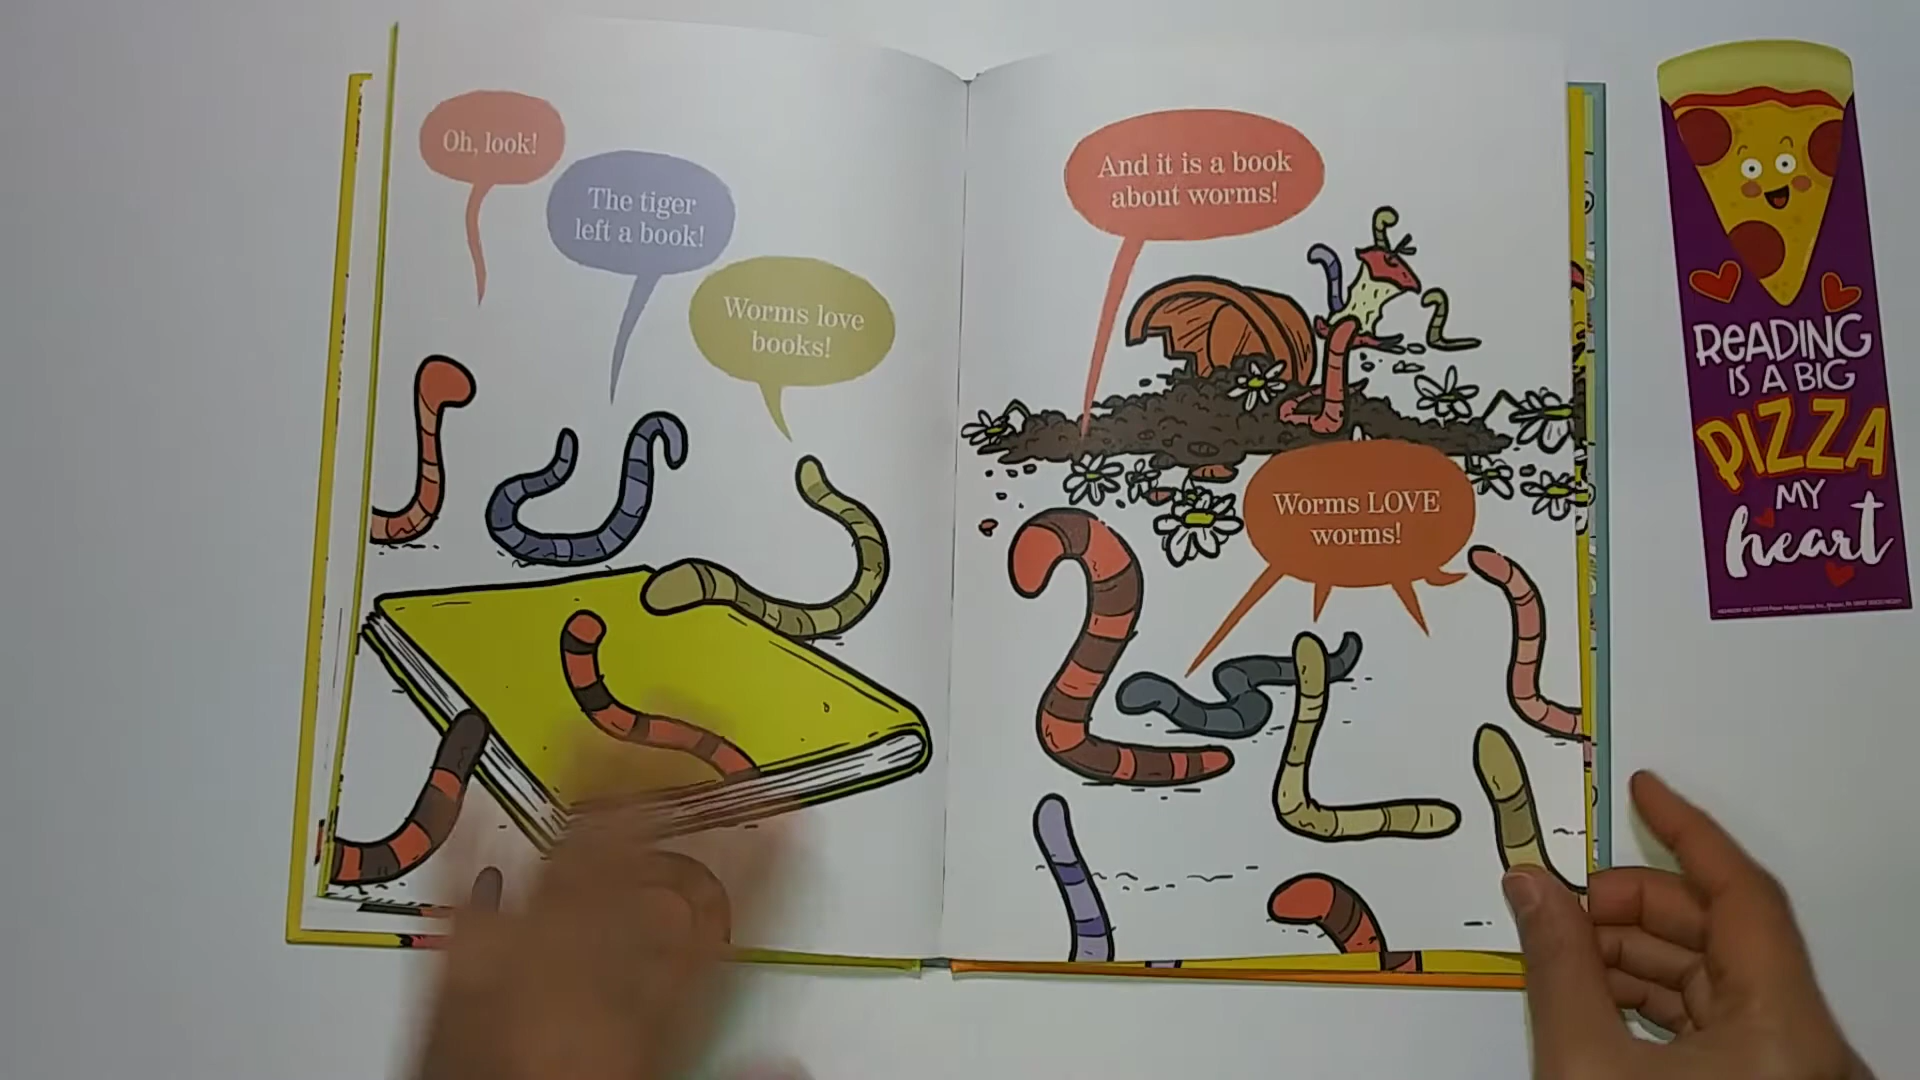 Oh, look!
The tiger
left a book!
Worms love
books!
And it is a book
about worms!
Worms LOVE
worms!
READING
IS A BIG
PIZZA
MY
heart